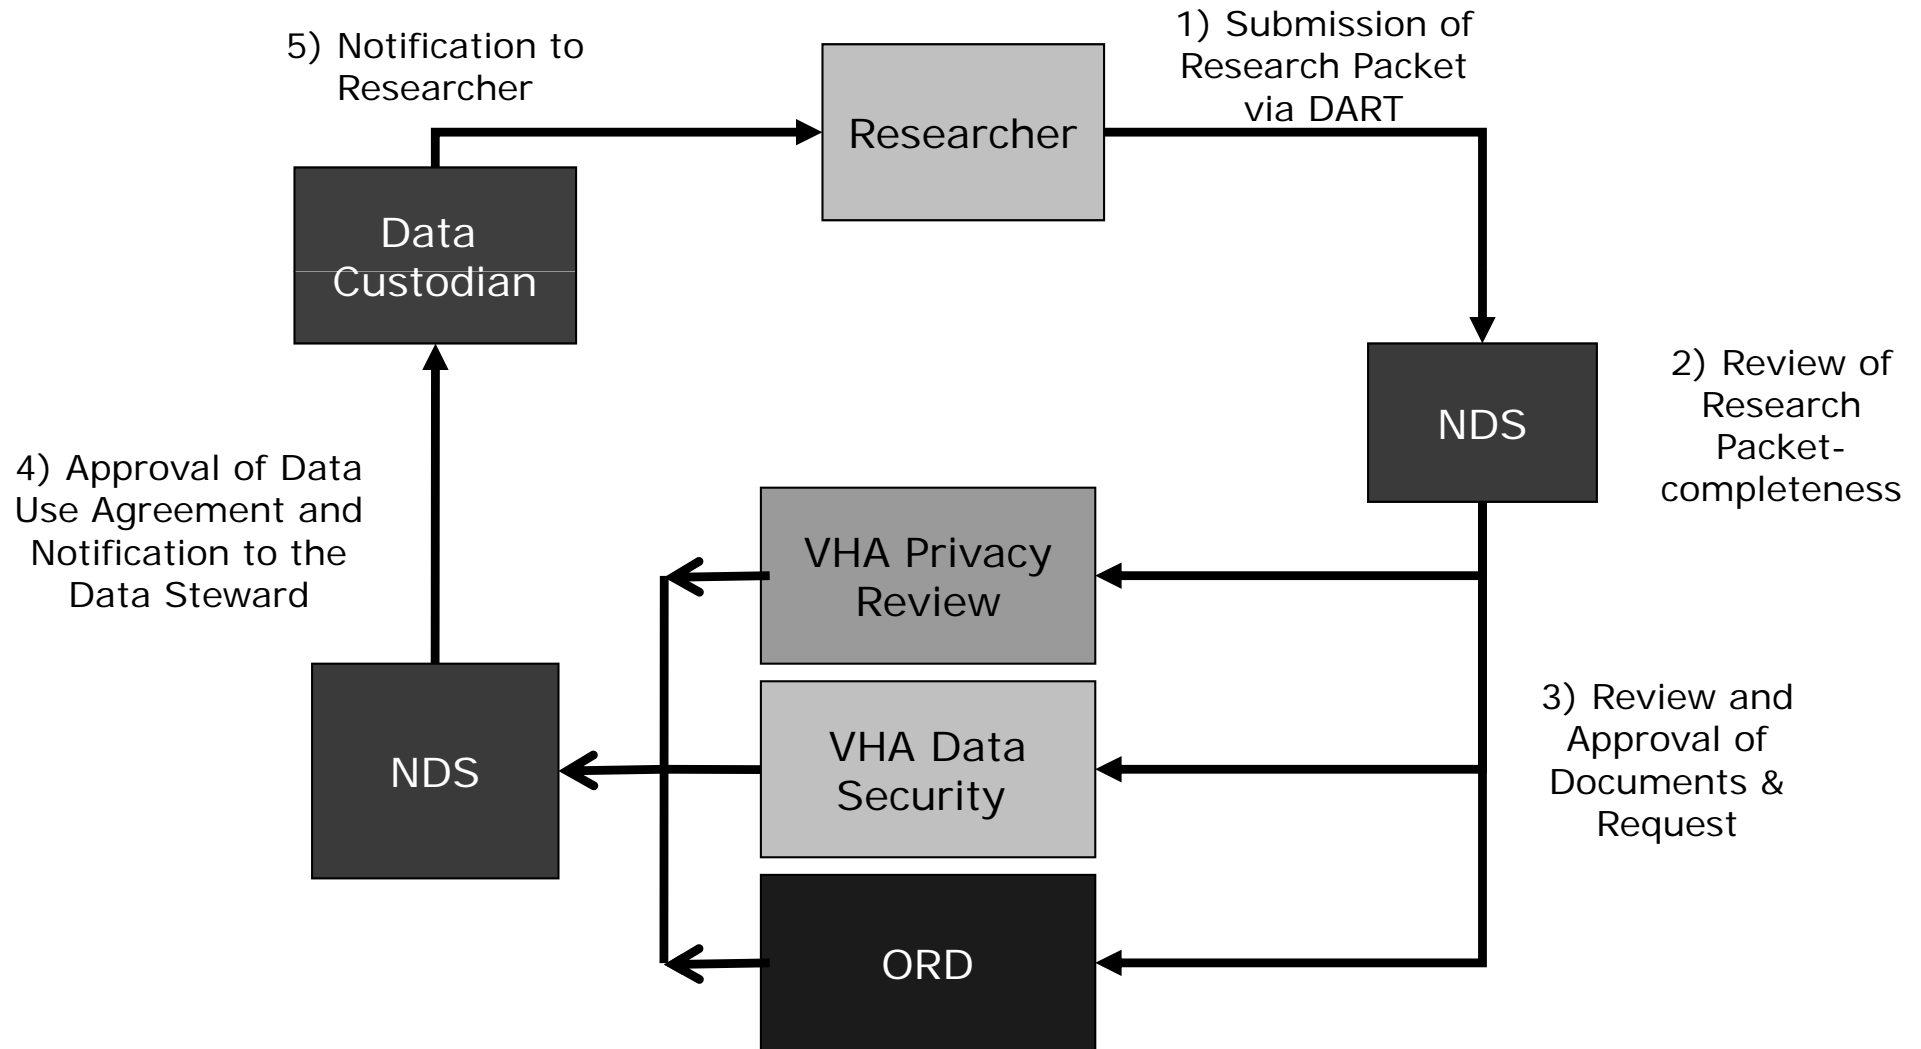 5) Notification to
Researcher
Researcher
1) Submission of
Research Packet
via DART
Data
Custodian
NDS
2) Review of
Research
Packet-
completeness
4) Approval of Data
Use Agreement and
Notification to the
Data Steward
VHA Privacy
Review
3) Review and
Approval of
Documents &
Request
NDS
VHA Data
Security
ORD